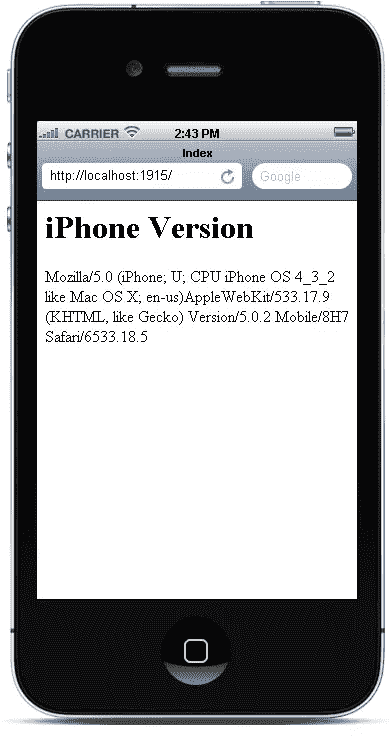 CARRIER 2:43 PM
Index
http://localhost:1915/ Google
iPhone Version
Mozilla/5.0 (iPhone; U; CPU iPhone OS 4_3_2
like Mac OS X; en-us)AppleWebKit/533.17.9
(KHTML, like Gecko) Version/5.0.2 Mobile/8H7
Safari/6533.18.5